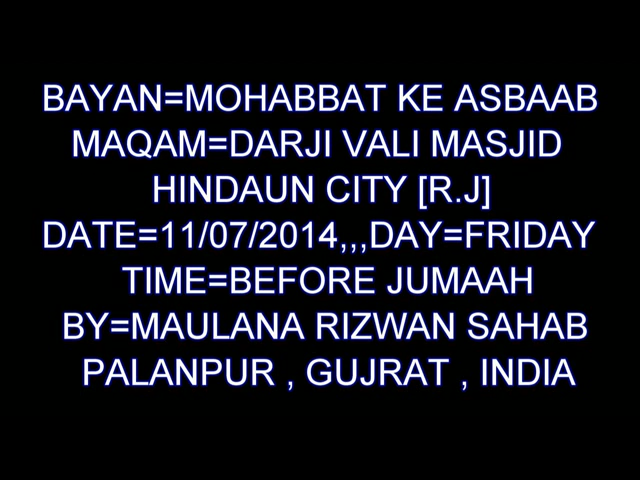 BAYAN=MOHABBAT KE ASBAAB
MAQAM=DARJI VALI MASJID
HINDAUN CITY [R.J]
DATE=11/07/2014,,,DAY=FRIDAY
TIME=BEFORE JUMAAH
BY=MAULANA RIZWAN SAHAB
PALANPUR , GUJRAT , INDIA